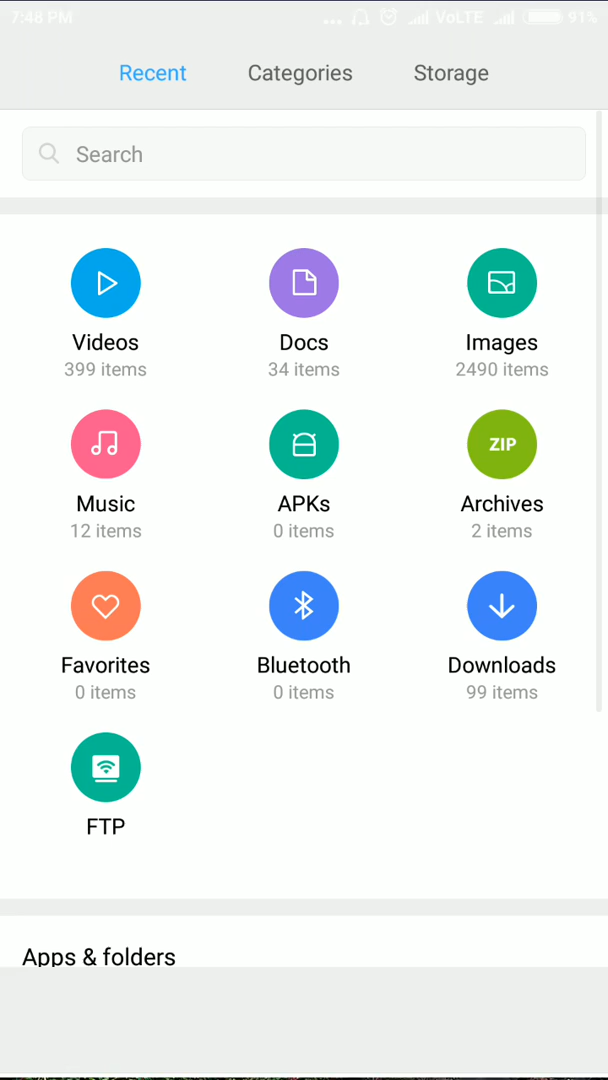 7:48 PM ... VoLTE 91%
Recent Categories Storage
Search
Videos Docs Images
399 items 34 items 2490 items
ZIP
Music APKs Archives
12 items 0 items 2 items
Favorites Bluetooth Downloads
0 items 0 items 99 items
FTP
Apps & folders